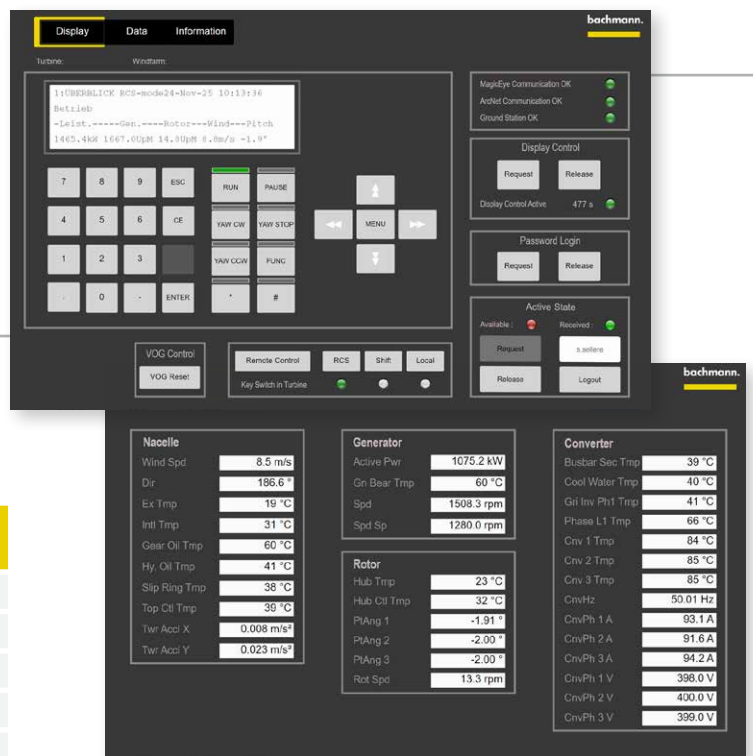 bachmann.
Display Data Information
Turbine: Windfarm:
1:ÜBERBLICK RCS-mode24-Nov-25 10:13:36
Betrieb
-Leist.-----Gen.----Rotor---Wind---Pitch
1465.4kW 1667.0UpM 14.8UpM 8.0m/s -1.9°
7 8 9 ESC RUN PAUSE
4 5 6 CE YAW CW YAW STOP
1 2 3 YAW CCW FUNC
. 0 - ENTER * #
MENU
MagicEye Communication OK
ArcNet Communication OK
Ground Station OK
Display Control
Request Release
Display Control Active 477 s
Password Login
Request Release
Active State
Available : Received :
Request s.sellere
Release Logout
VOG Control
VOG Reset
Remote Control RCS Shift Local
Key Switch in Turbine
bachmann.
Nacelle
Wind Spd 8.5 m/s
Dir 186.6 °
Ex Tmp 19 °C
Intl Tmp 31 °C
Gear Oil Tmp 60 °C
Hy. Oil Tmp 41 °C
Slip Ring Tmp 38 °C
Top Ctl Tmp 39 °C
Twr Accl X 0.008 m/s²
Twr Accl Y 0.023 m/s²
Generator
Active Pwr 1075.2 kW
Gn Bear Tmp 60 °C
Spd 1508.3 rpm
Spd Sp 1280.0 rpm
Rotor
Hub Tmp 23 °C
Hub Ctl Tmp 32 °C
PtAng 1 -1.91 °
PtAng 2 -2.00 °
PtAng 3 -2.00 °
Rot Spd 13.3 rpm
Converter
Busbar Sec Tmp 39 °C
Cool Water Tmp 40 °C
Gri Inv Ph1 Tmp 41 °C
Phase L1 Tmp 66 °C
Cnv 1 Tmp 84 °C
Cnv 2 Tmp 85 °C
Cnv 3 Tmp 85 °C
CnvHz 50.01 Hz
CnvPh 1 A 93.1 A
CnvPh 2 A 91.6 A
CnvPh 3 A 94.2 A
CnvPh 1 V 398.0 V
CnvPh 2 V 400.0 V
CnvPh 3 V 399.0 V